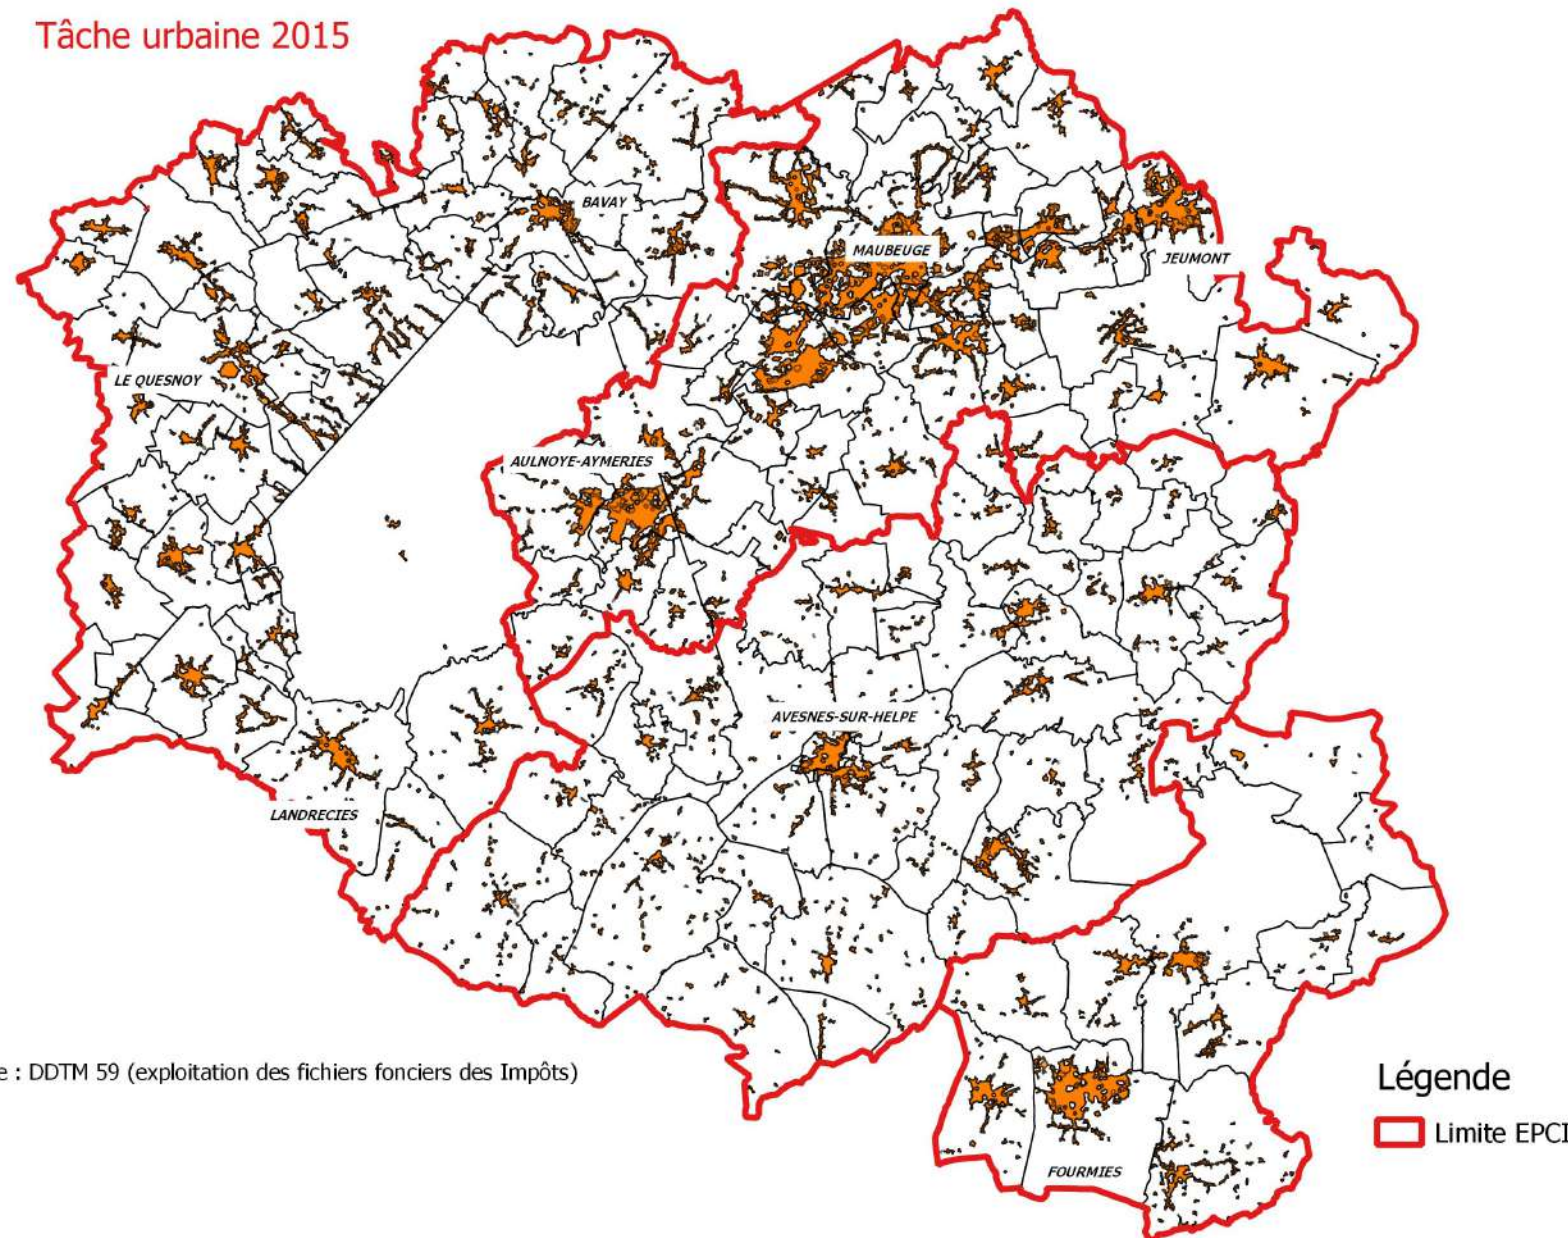 Tâche urbaine 2015
BAVAY
MAUBEUGE
JEUMONT
LE QUESNOY
AULNOYE-AYMERIES
AVESNES-SUR-HELPE
LANDRECIES
e : DDTM 59 (exploitation des fichiers fonciers des Impôts)
Légende
Limite EPCI
FOURMIES